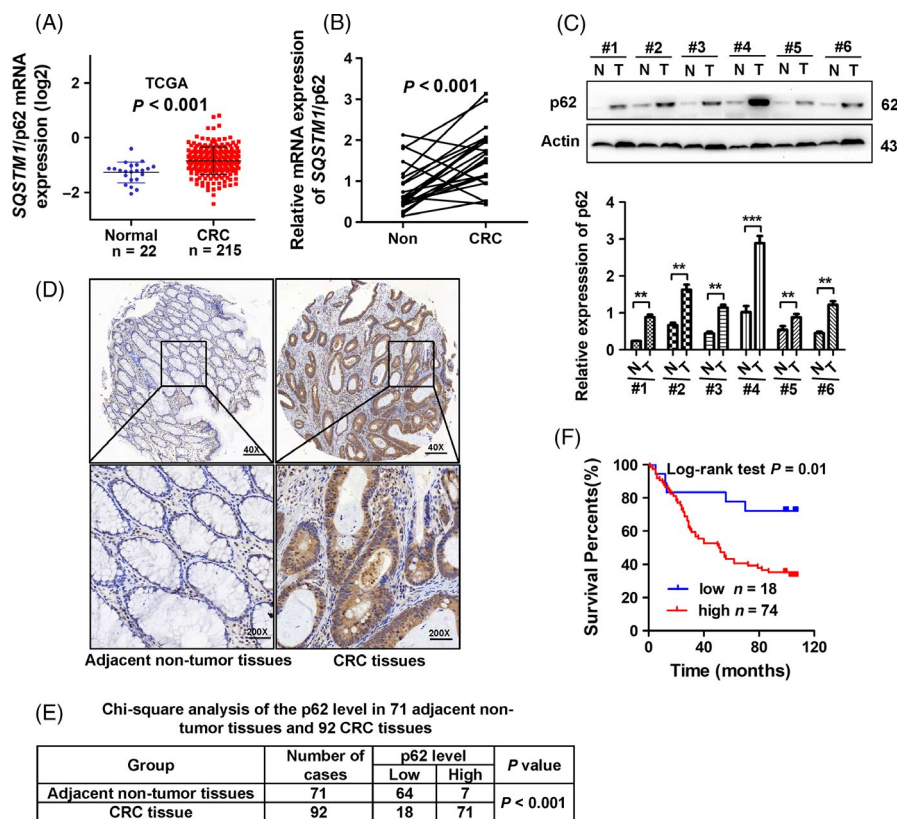 (A)
SQSTM1/p62 mRNA
expression (log2)
2
1
0
−1
−2
TCGA
P < 0.001
Normal
n = 22
CRC
n = 215
(B)
Relative mRNA expression
of SQSTM1/p62
4
3
2
1
0
P < 0.001
Non
CRC
(C)
#1 #2 #3 #4 #5 #6
N T N T N T N T N T N T
p62
62
Actin
43
Relative expresssion of p62
4
3
2
1
0
** ** ** *** ** **
N T N T N T N T N T N T
#1 #2 #3 #4 #5 #6
(D)
40X
40X
200X
200X
Adjacent non-tumor tissues
CRC tissues
(F)
Log-rank test P = 0.01
Survival Percents(%)
100
80
60
40
20
0
low n = 18
high n = 74
0 40 80 120
Time (months)
(E)
Chi-square analysis of the p62 level in 71 adjacent non-
tumor tissues and 92 CRC tissues
Group
Number of
cases
p62 level
Low High
P value
Adjacent non-tumor tissues 71 64 7
CRC tissue 92 18 71
P < 0.001